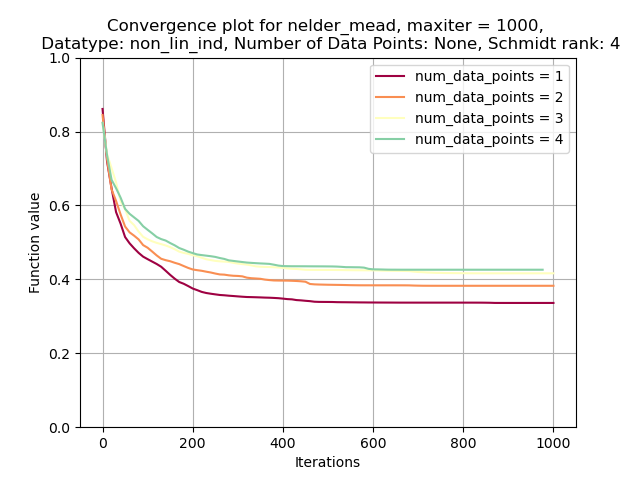 Convergence plot for nelder_mead, maxiter = 1000,
Datatype: non_lin_ind, Number of Data Points: None, Schmidt rank: 4
1.0
0.8
0.6
0.4
0.2
0.0
Function value
num_data_points = 1
num_data_points = 2
num_data_points = 3
num_data_points = 4
0 200 400 600 800 1000
Iterations